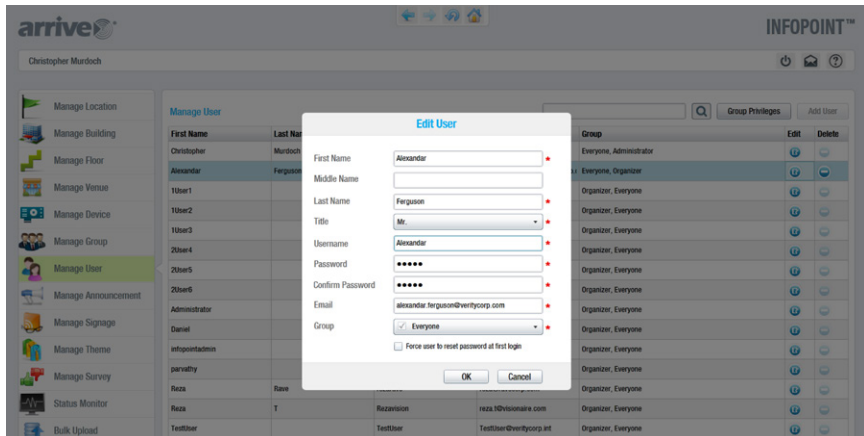 arrive
INFOPOINT™
Christopher Murdoch
Manage Location
Manage Building
Manage Floor
Manage Venue
Manage Device
Manage Group
Manage User
Manage Announcement
Manage Signage
Manage Theme
Manage Survey
Status Monitor
Bulk Upload
Manage User
Group Privileges
Add User
First Name Last Nam Group Edit Delete
Christopher Murdoch Everyone, Administrator
Alexandar Ferguson Everyone, Organizer
1User1 Organizer, Everyone
1User2 Organizer, Everyone
1User3 Organizer, Everyone
2User4 Organizer, Everyone
2User5 Organizer, Everyone
2User6 Organizer, Everyone
Administrator Organizer, Everyone
Daniel Organizer, Everyone
infopointadmin Organizer, Everyone
parvathy Organizer, Everyone
Reza Rave Organizer, Everyone
Reza T Rezavision reza.t@visionaire.com Organizer, Everyone
TestUser TestUser TestUser@veritycorp.int Organizer, Everyone
Edit User
First Name Alexandar *
Middle Name
Last Name Ferguson *
Title Mr. *
Username Alexandar *
Password ••••• *
Confirm Password ••••• *
Email alexandar.ferguson@veritycorp.com *
Group Everyone *
Force user to reset password at first login
OK Cancel